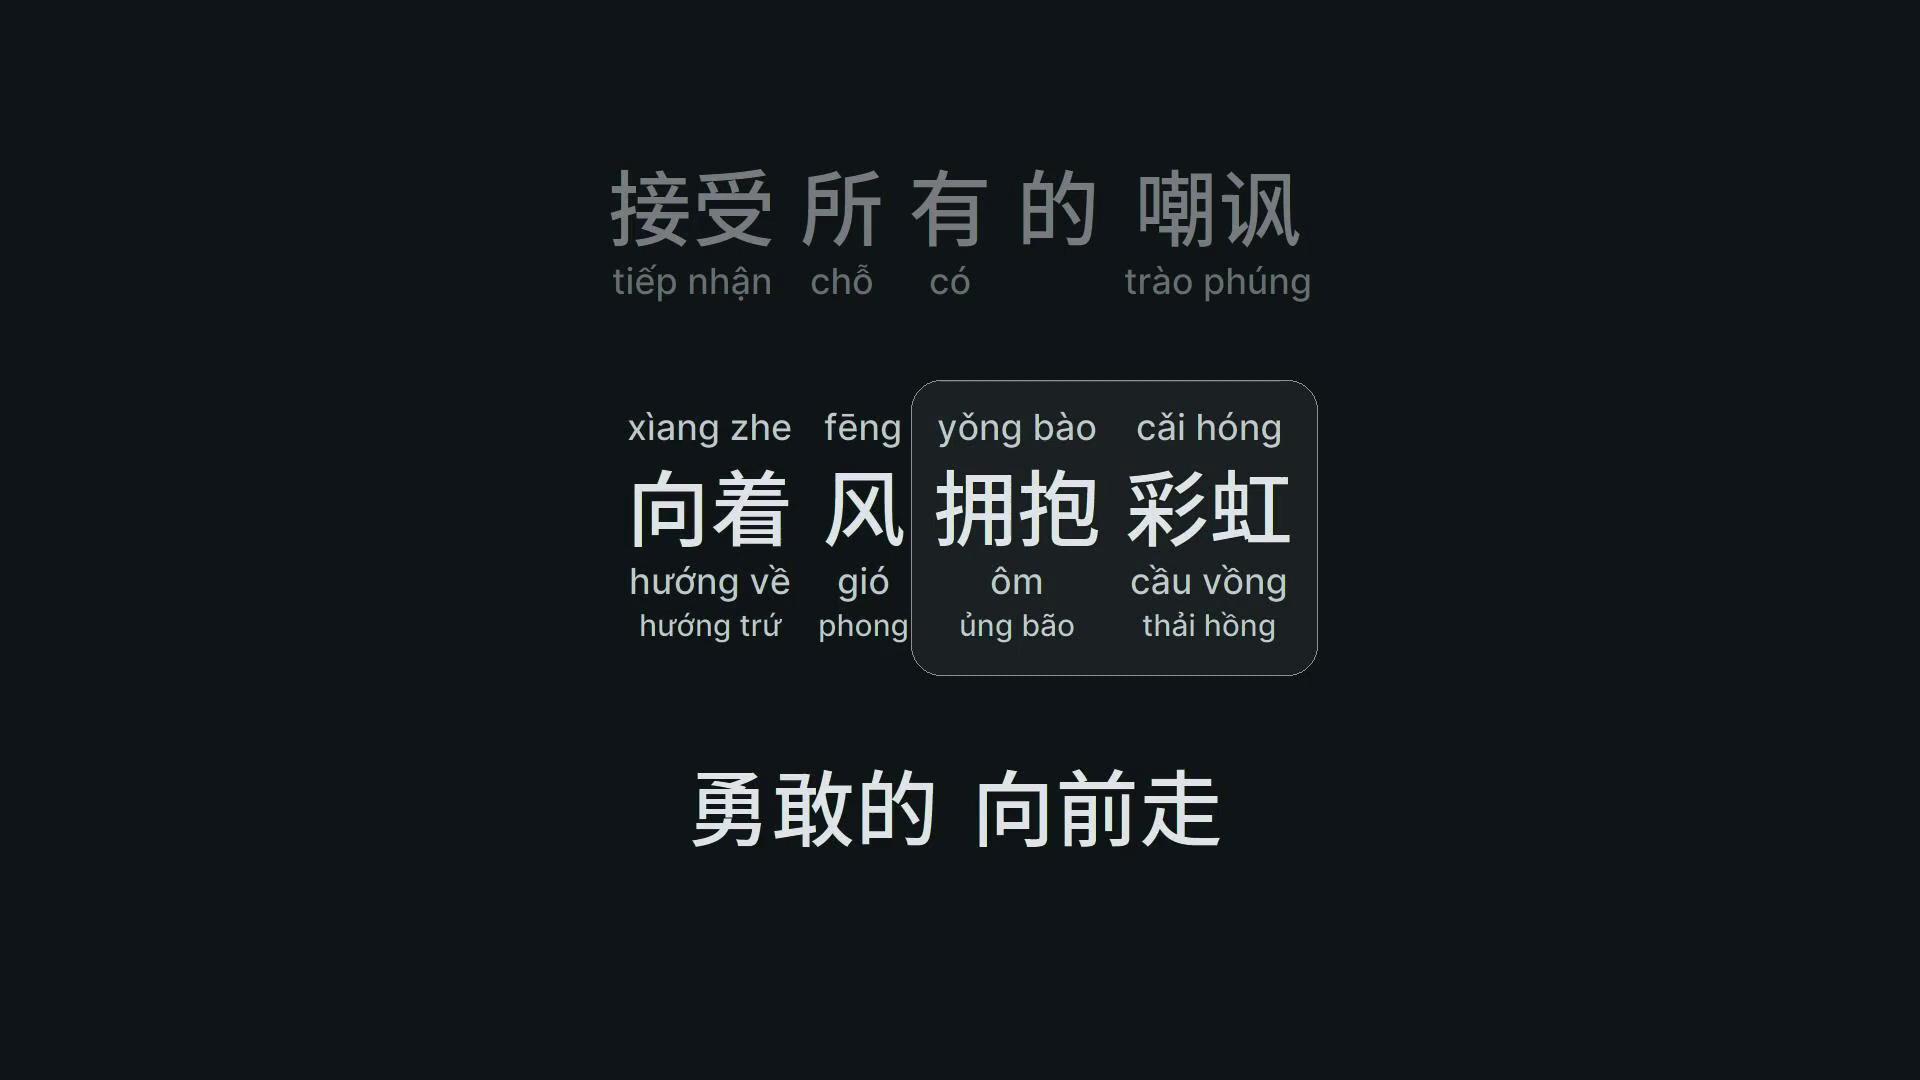 接受 所 有 的 嘲讽
tiếp nhận chỗ có trào phúng
xìang zhe fēng yǒng bào cǎi hóng
向着 风 拥抱 彩虹
hướng về gió ôm cầu vồng
hướng trứ phong ủng bão thải hồng
勇敢的 向前走